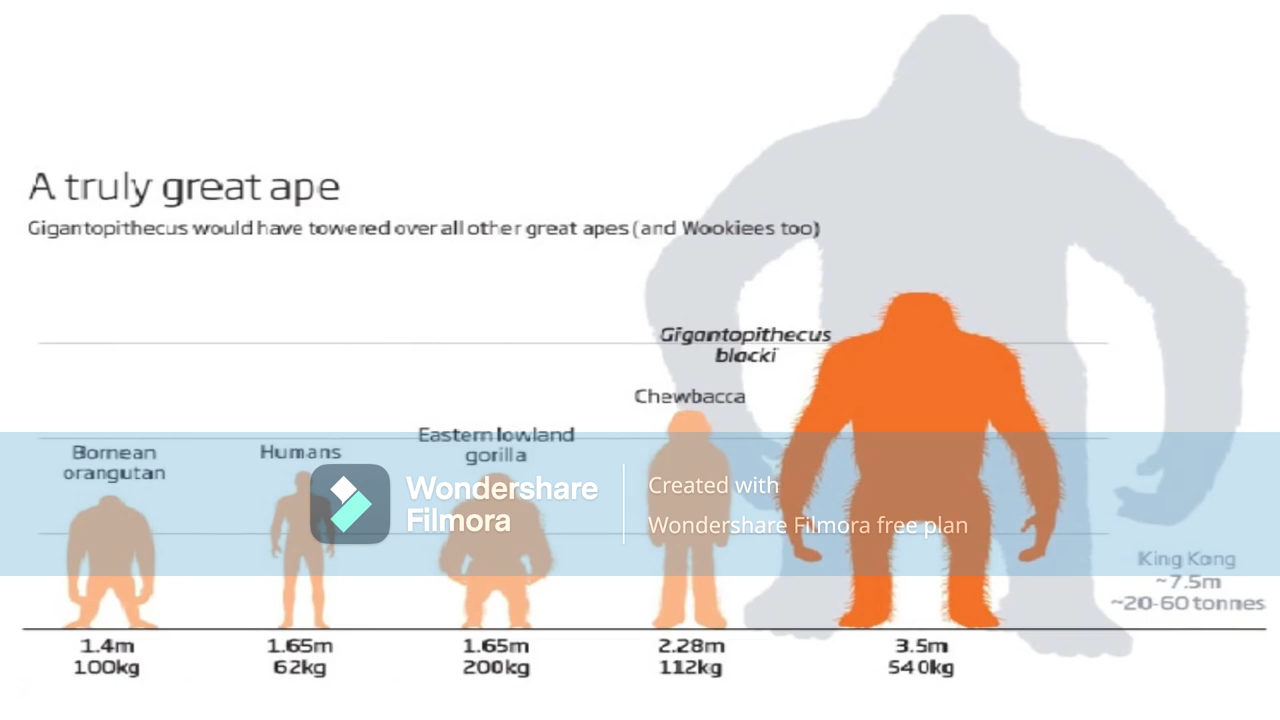 A truly great ape
Gigantopithecus would have towered over all other great apes (and Wookiees too)
Gigantopithecus
blacki
Chewbacca
Eastern lowland
gorilla
Humans
Bornean
orangutan
Wondershare
Filmora
Created with
Wondershare Filmora free plan
King Kong
~7.5m
~20-60 tonnes
1.4m
100kg
1.65m
62kg
1.65m
200kg
2.28m
112kg
3.5m
540kg